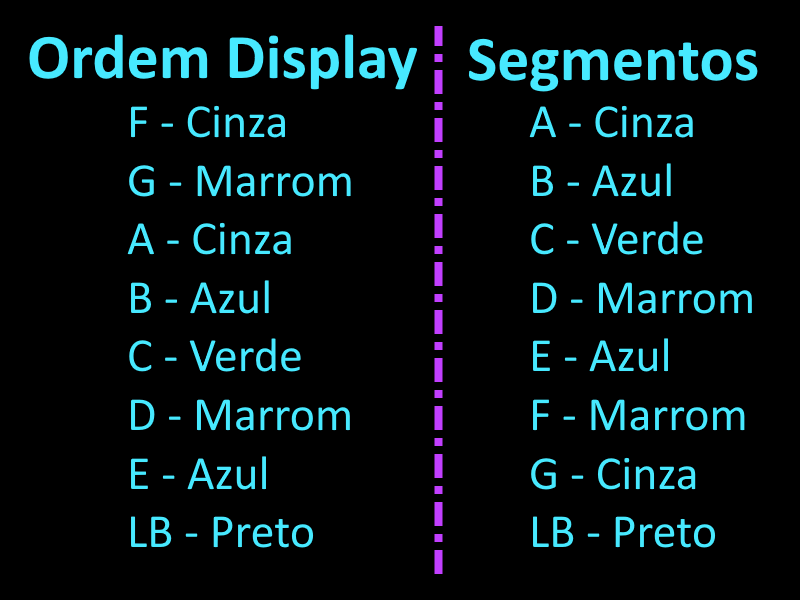 Ordem Display
F - Cinza
G - Marrom
A - Cinza
B - Azul
C - Verde
D - Marrom
E - Azul
LB - Preto
Segmentos
A - Cinza
B - Azul
C - Verde
D - Marrom
E - Azul
F - Marrom
G - Cinza
LB - Preto